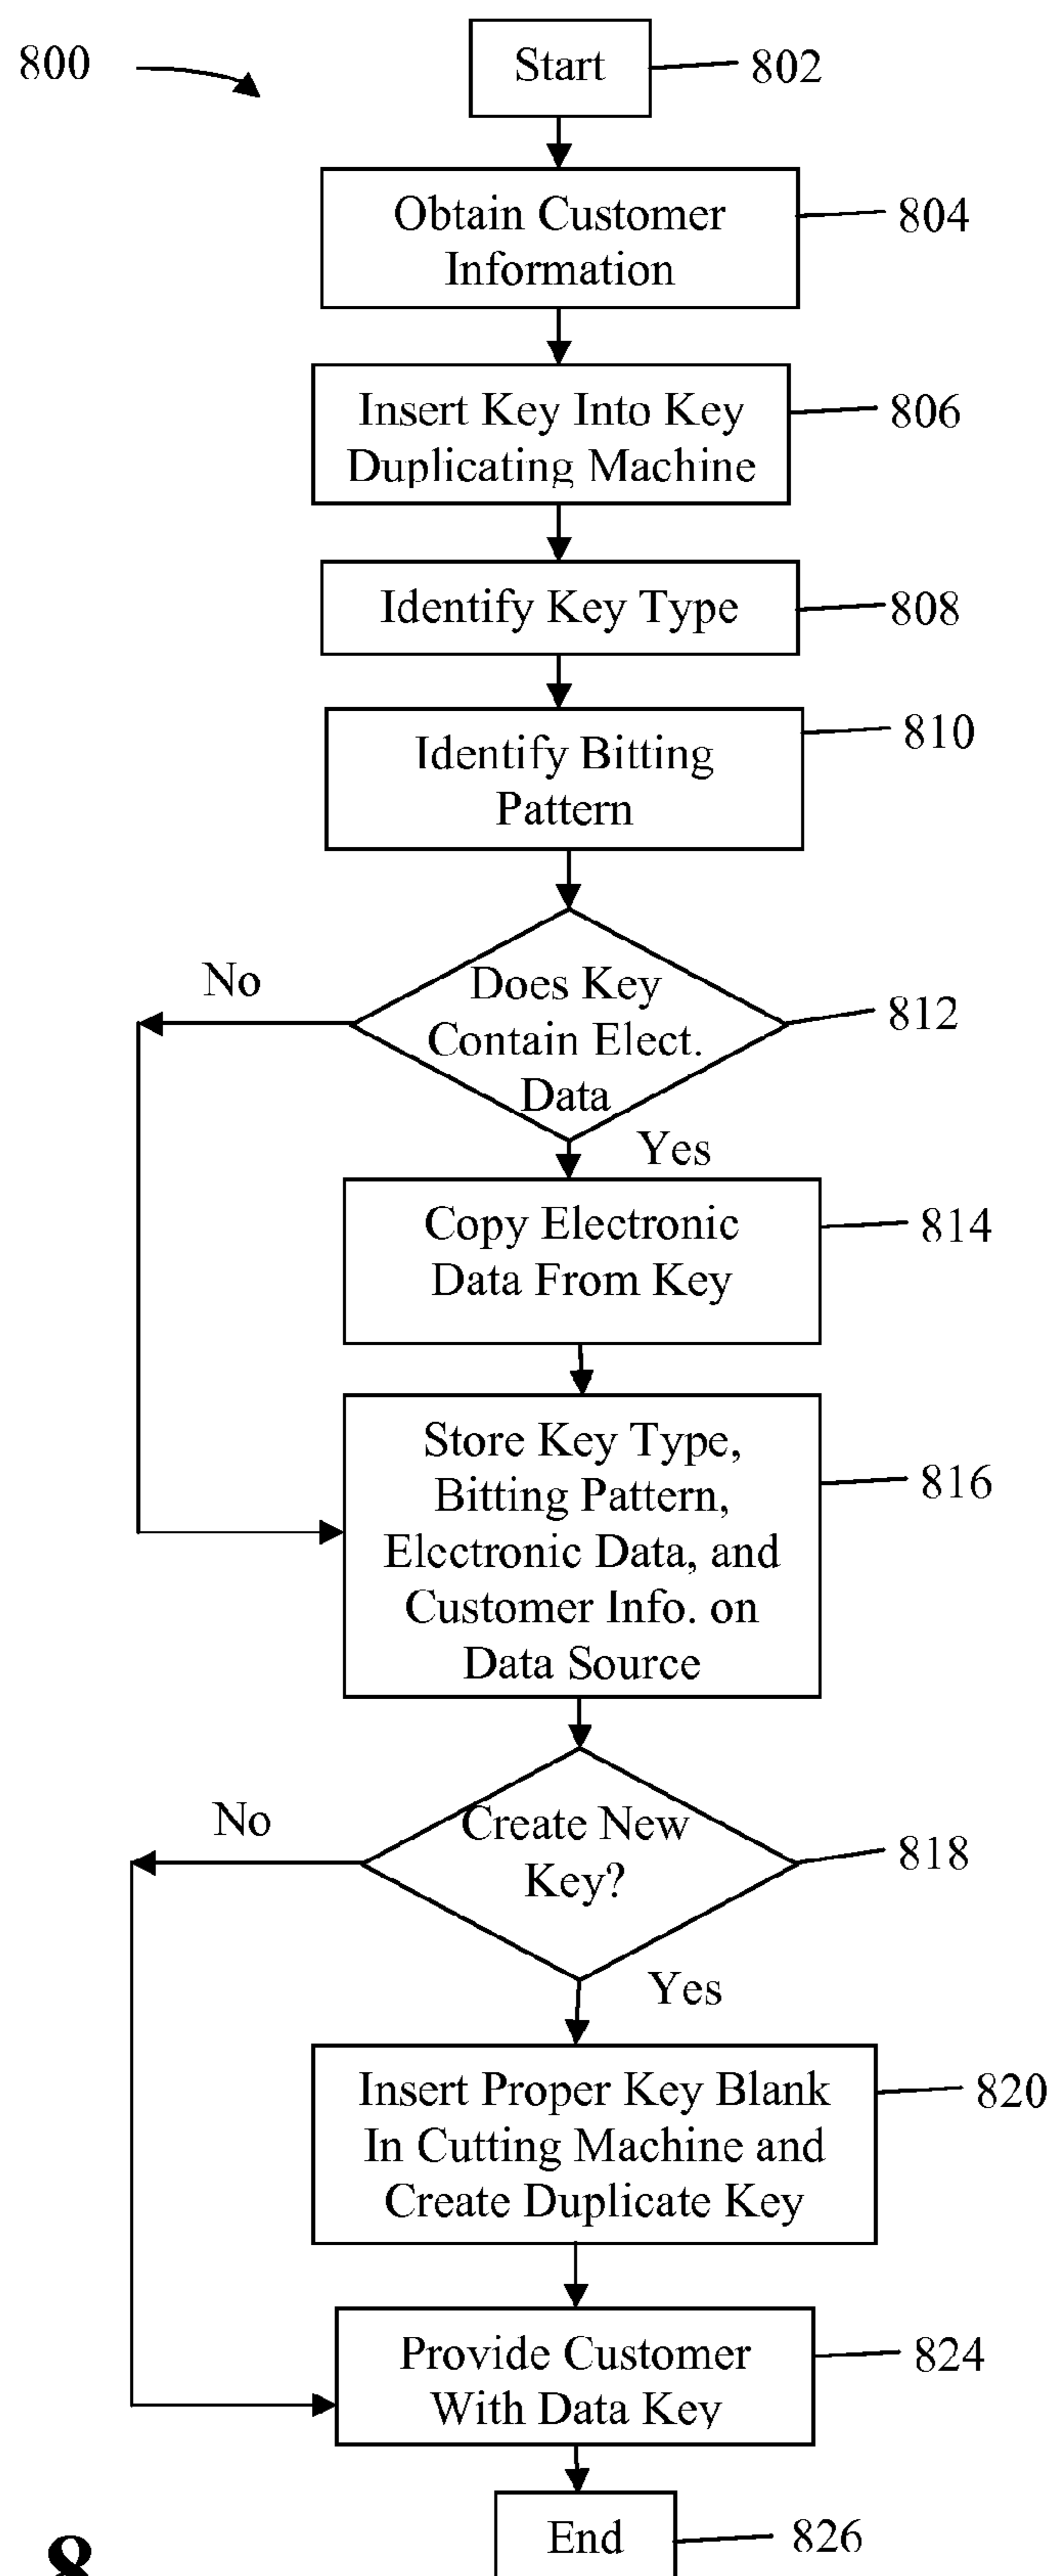 800
Start
802
Obtain Customer
Information
804
Insert Key Into Key
Duplicating Machine
806
Identify Key Type
808
Identify Bitting
Pattern
810
No
Does Key
Contain Elect.
Data
812
Yes
Copy Electronic
Data From Key
814
Store Key Type,
Bitting Pattern,
Electronic Data, and
Customer Info. on
Data Source
816
No
Create New
Key?
818
Yes
Insert Proper Key Blank
In Cutting Machine and
Create Duplicate Key
820
Provide Customer
With Data Key
824
End
826
8